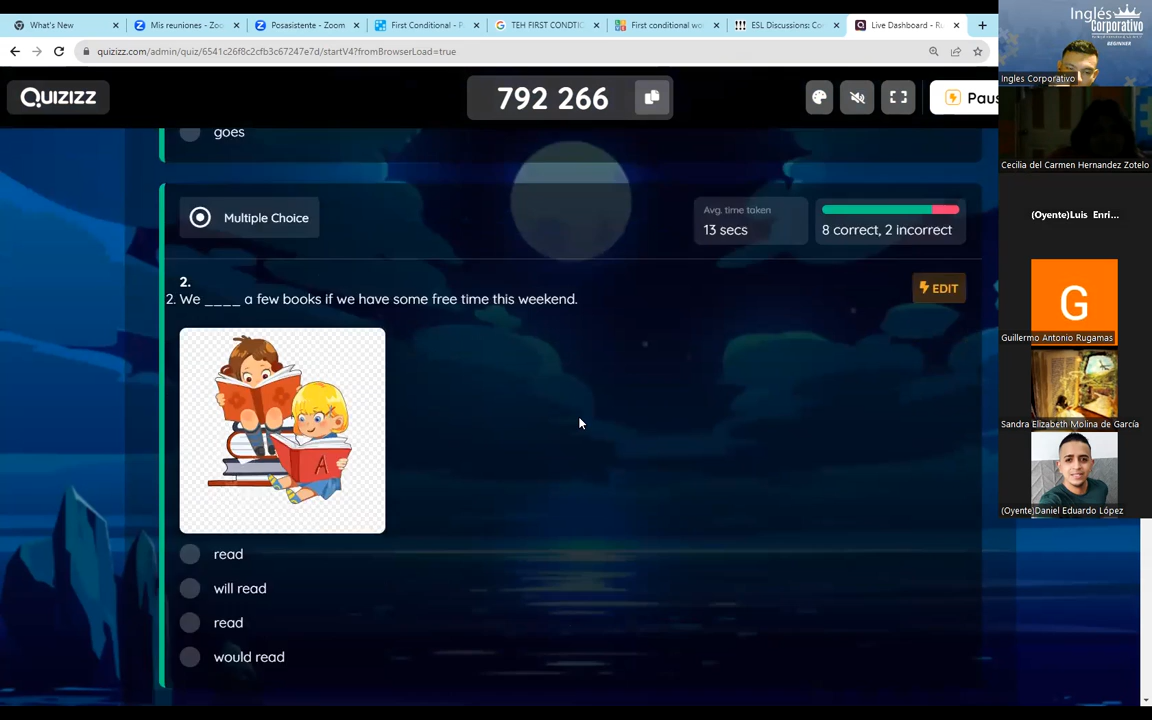 What's New
Mis reuniones - Zoo
Posasistente - Zoom
First Conditional - P
TEH FIRST CONDTIC
First conditional wo
ESL Discussions: Co
Live Dashboard - Ru
quizizz.com/admin/quiz/6541c26f8c2cfb3c67247e7d/startV4?fromBrowserLoad=true
Quizizz
792 266
Paus
goes
Multiple Choice
Avg. time taken
13 secs
8 correct, 2 incorrect
2.
2. We ____ a few books if we have some free time this weekend.
EDIT
A
read
will read
read
would read
Inglés
Corporativo
BEGINNER
Ingles Corporativo
Cecilia del Carmen Hernandez Zotelo
(Oyente)Luis Enri...
G
Guillermo Antonio Rugamas
Sandra Elizabeth Molina de García
(Oyente)Daniel Eduardo López